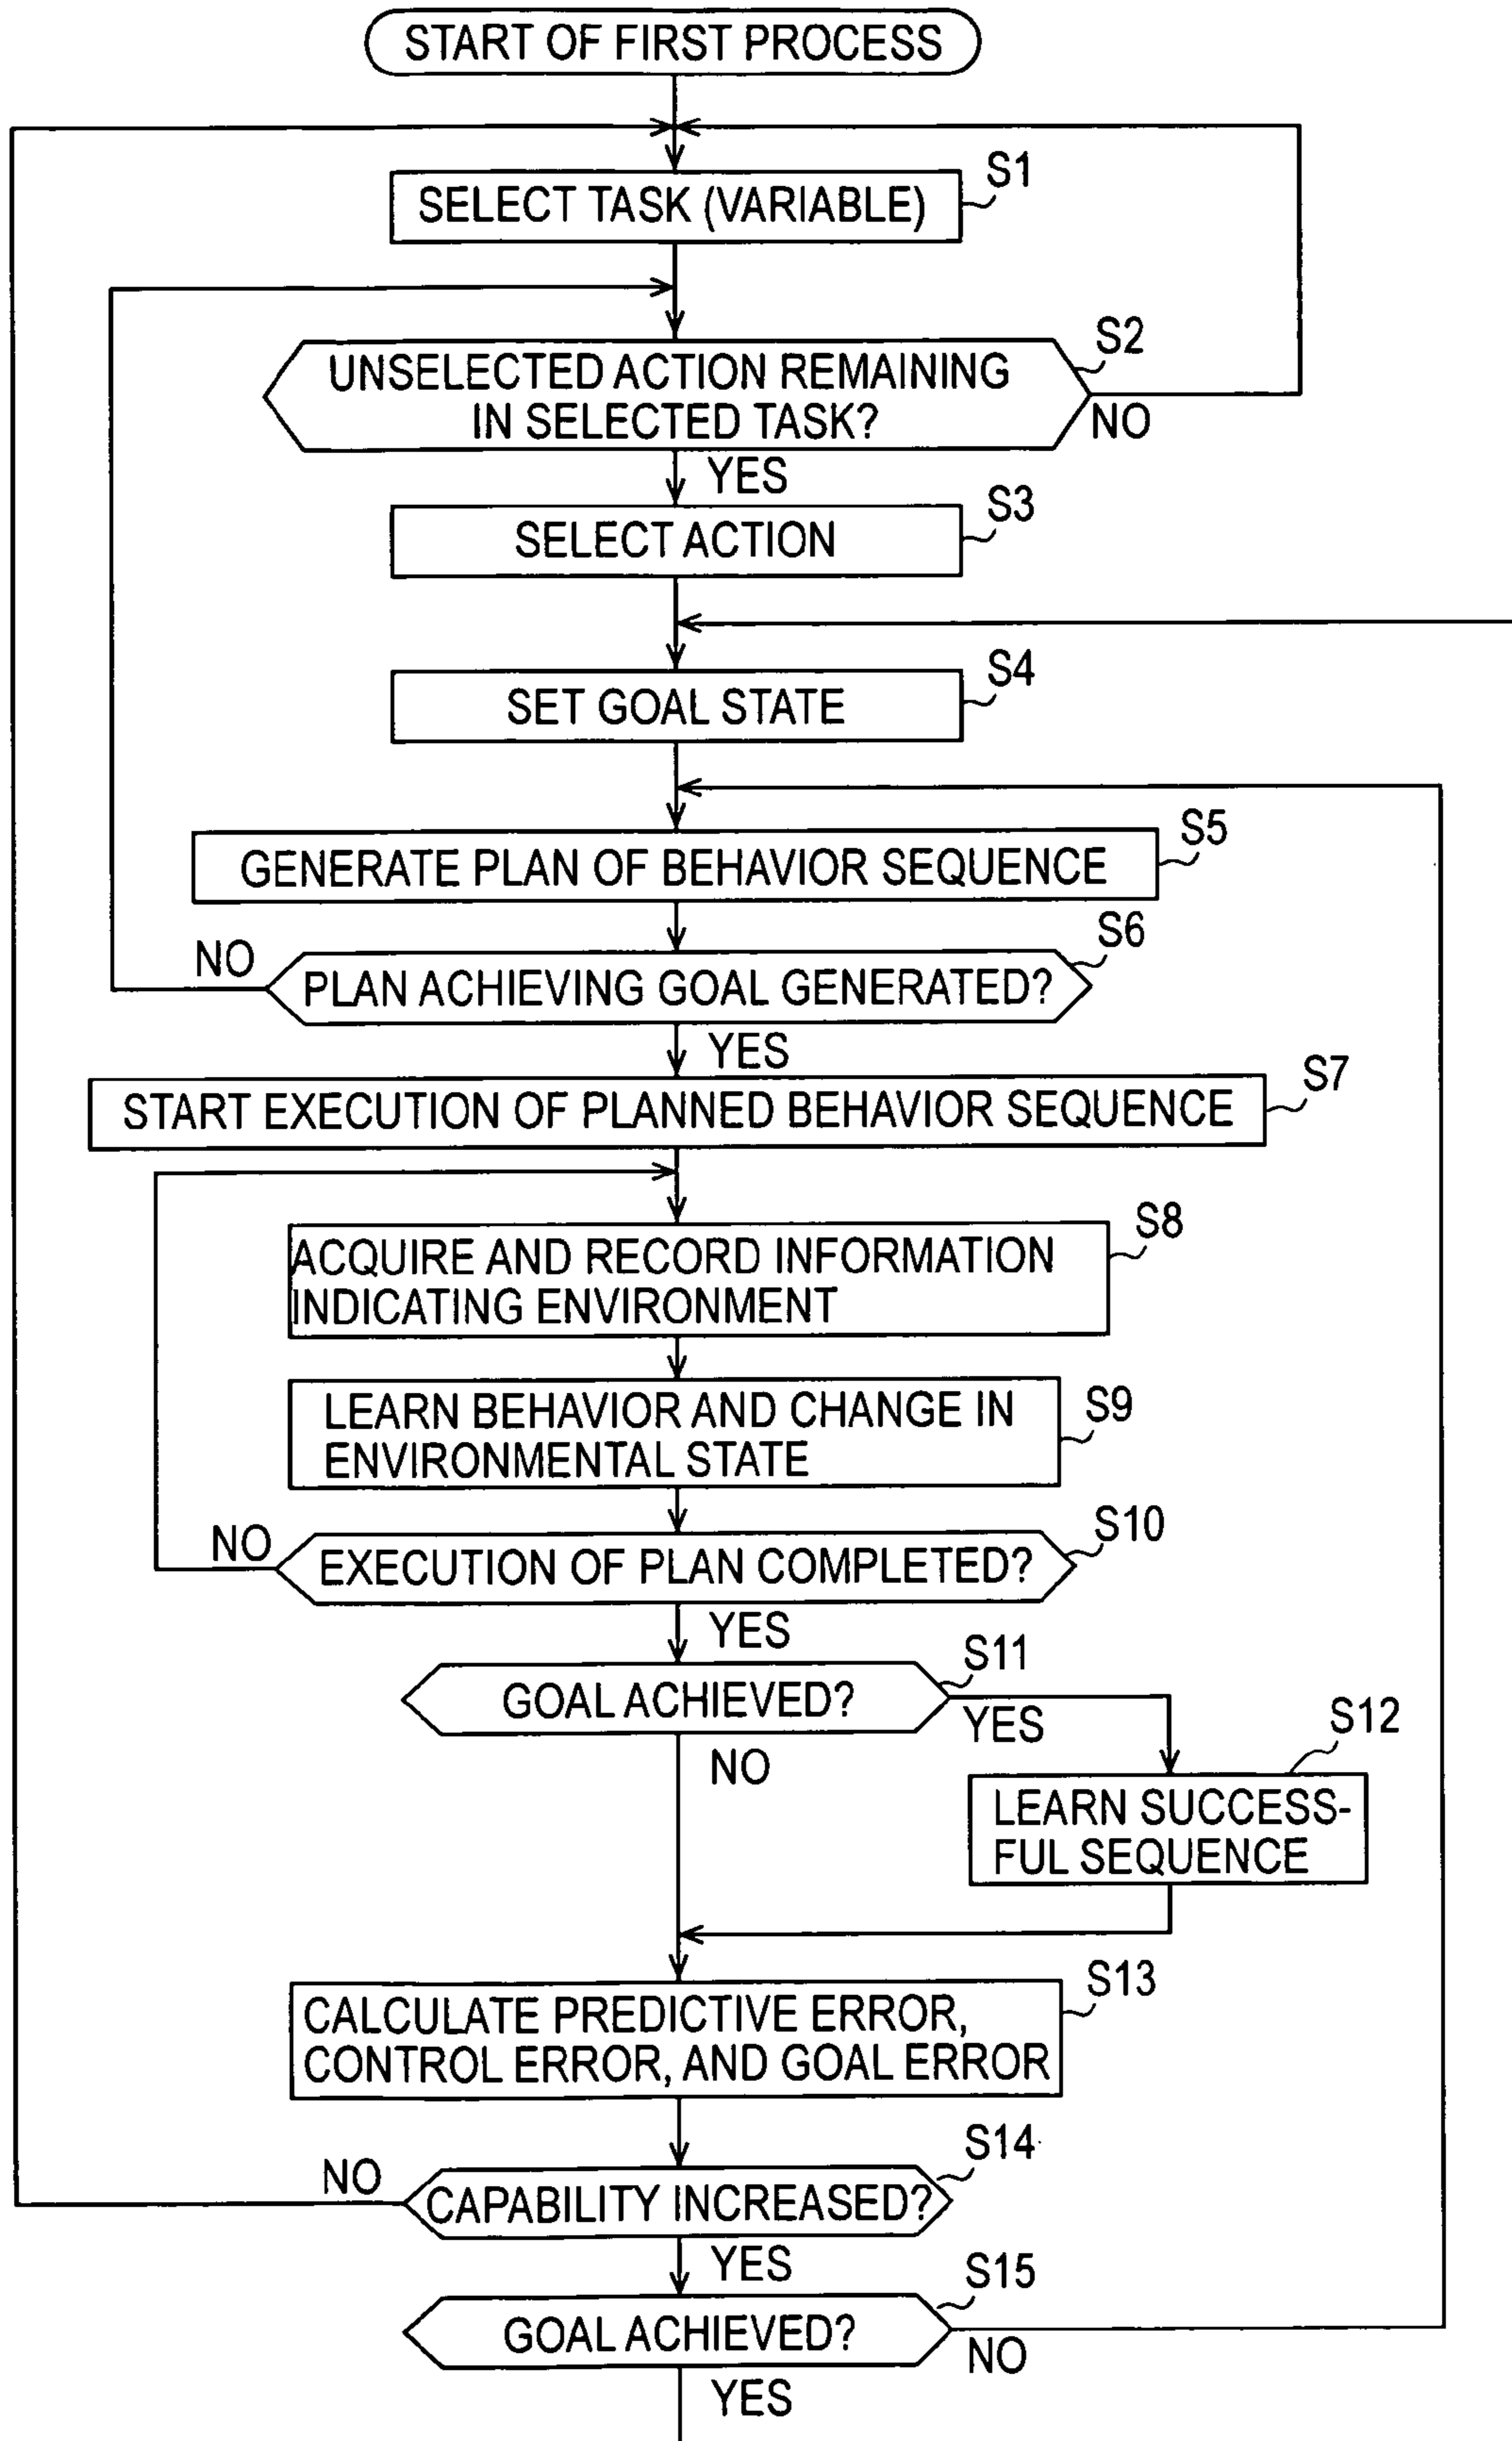 START OF FIRST PROCESS
S1
SELECT TASK (VARIABLE)
S2
UNSELECTED ACTION REMAINING
IN SELECTED TASK?
NO
YES
S3
SELECT ACTION
S4
SET GOAL STATE
S5
GENERATE PLAN OF BEHAVIOR SEQUENCE
S6
NO
PLAN ACHIEVING GOAL GENERATED?
YES
S7
START EXECUTION OF PLANNED BEHAVIOR SEQUENCE
S8
ACQUIRE AND RECORD INFORMATION
INDICATING ENVIRONMENT
S9
LEARN BEHAVIOR AND CHANGE IN
ENVIRONMENTAL STATE
S10
NO
EXECUTION OF PLAN COMPLETED?
YES
S11
GOAL ACHIEVED?
YES
NO
S12
LEARN SUCCESS-
FUL SEQUENCE
S13
CALCULATE PREDICTIVE ERROR,
CONTROL ERROR, AND GOAL ERROR
S14
NO
CAPABILITY INCREASED?
YES
S15
GOAL ACHIEVED?
NO
YES